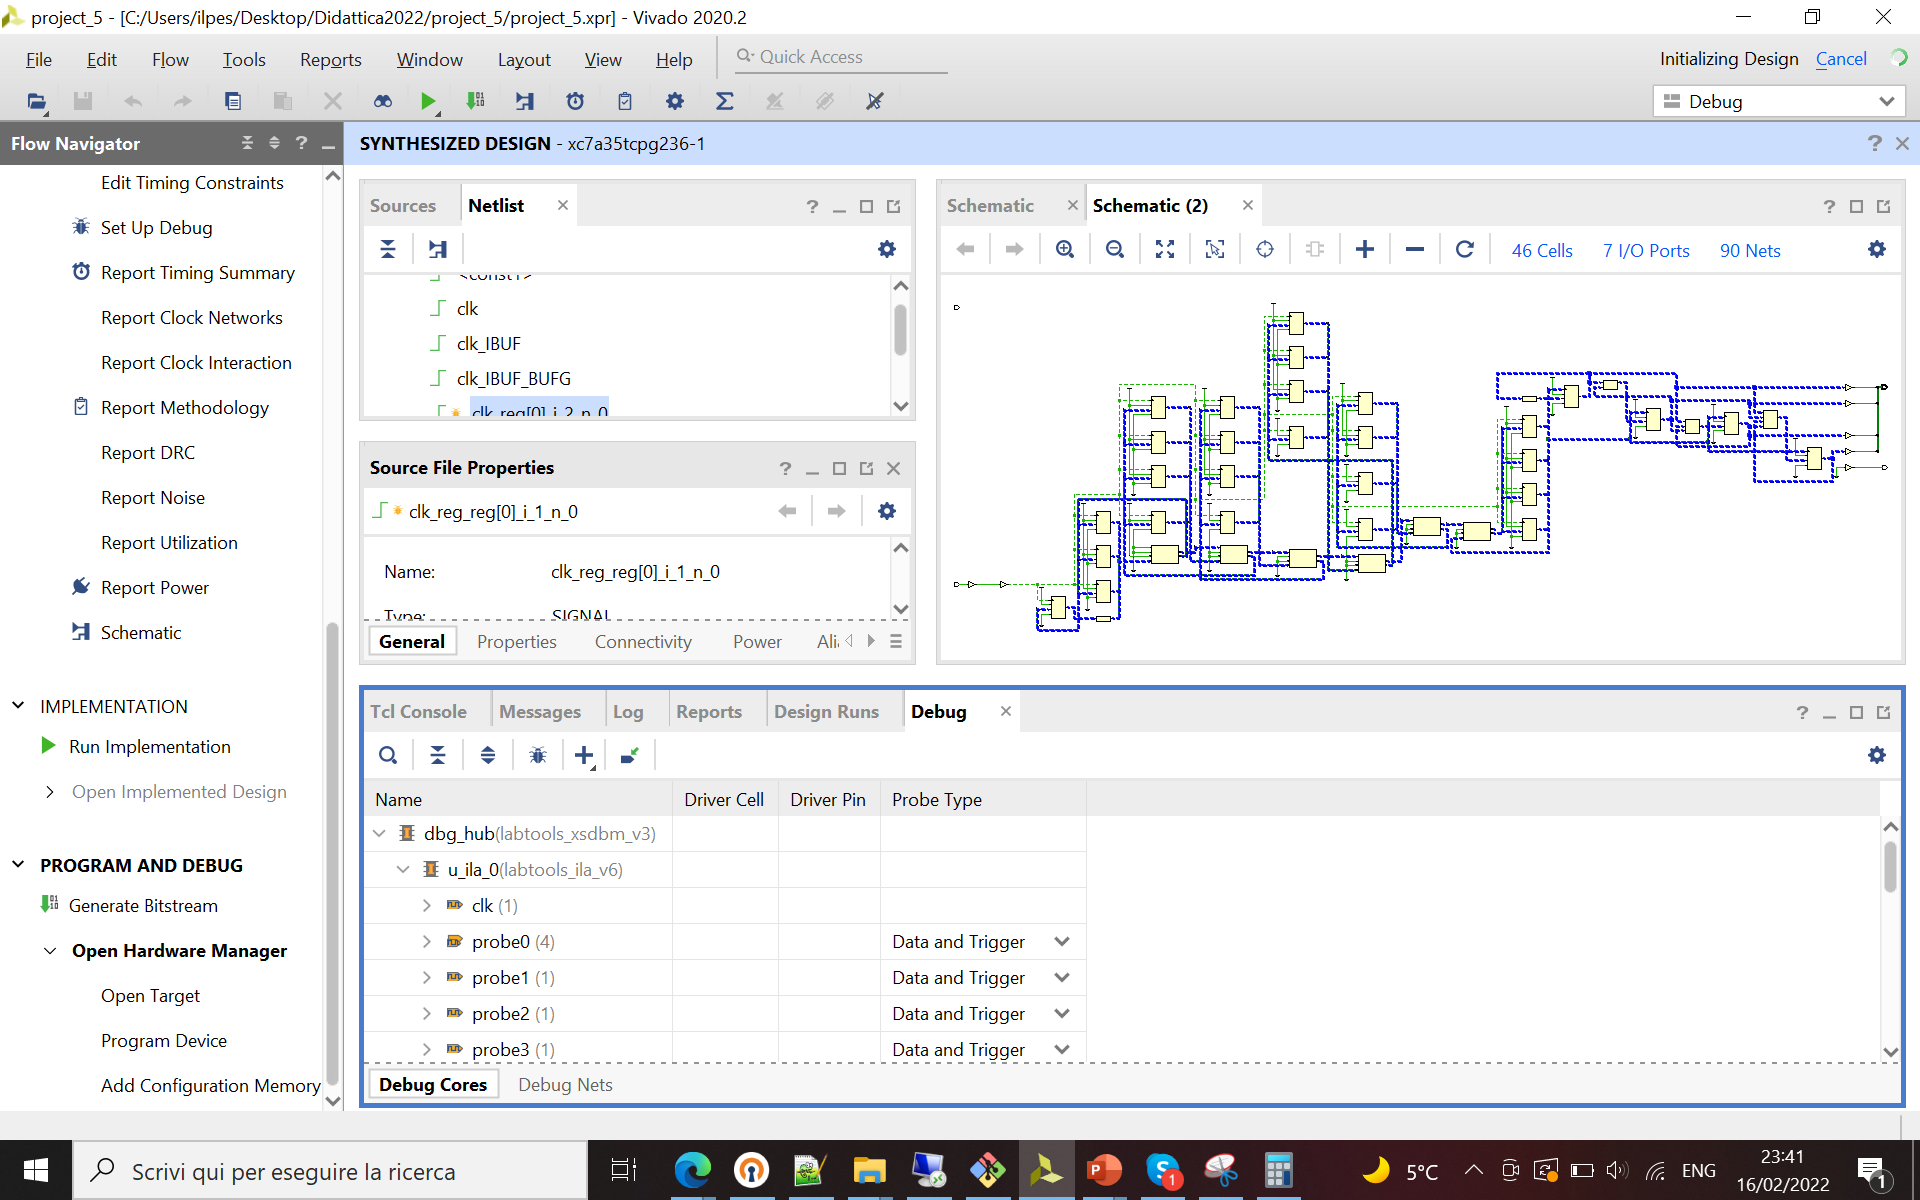 project_5 - [C:/Users/ilpes/Desktop/Didattica2022/project_5/project_5.xpr] - Vivado 2020.2
File Edit Flow Tools Reports Window Layout View Help Quick Access
Initializing Design Cancel
Debug
Flow Navigator
SYNTHESIZED DESIGN - xc7a35tcpg236-1
Edit Timing Constraints
Set Up Debug
Report Timing Summary
Report Clock Networks
Report Clock Interaction
Report Methodology
Report DRC
Report Noise
Report Utilization
Report Power
Schematic
IMPLEMENTATION
Run Implementation
Open Implemented Design
PROGRAM AND DEBUG
Generate Bitstream
Open Hardware Manager
Open Target
Program Device
Add Configuration Memory
Sources Netlist
<const1>
clk
clk_IBUF
clk_IBUF_BUFG
clk_reg[0]_i_2_n_0
Source File Properties
clk_reg_reg[0]_i_1_n_0
Name: clk_reg_reg[0]_i_1_n_0
Type: SIGNAL
General Properties Connectivity Power Ali
Schematic Schematic (2)
46 Cells 7 I/O Ports 90 Nets
Tcl Console Messages Log Reports Design Runs Debug
Name Driver Cell Driver Pin Probe Type
dbg_hub(labtools_xsdbm_v3)
u_ila_0(labtools_ila_v6)
clk (1)
probe0 (4) Data and Trigger
probe1 (1) Data and Trigger
probe2 (1) Data and Trigger
probe3 (1) Data and Trigger
Debug Cores Debug Nets
Scrivi qui per eseguire la ricerca
5°C
ENG
23:41
16/02/2022